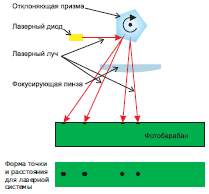 Отклоняющая призма
Лазерный диод
Лазерный луч
Фокусирующая линза
Фотобарабан
Форма точки
и расстояния
для лазерной
системы